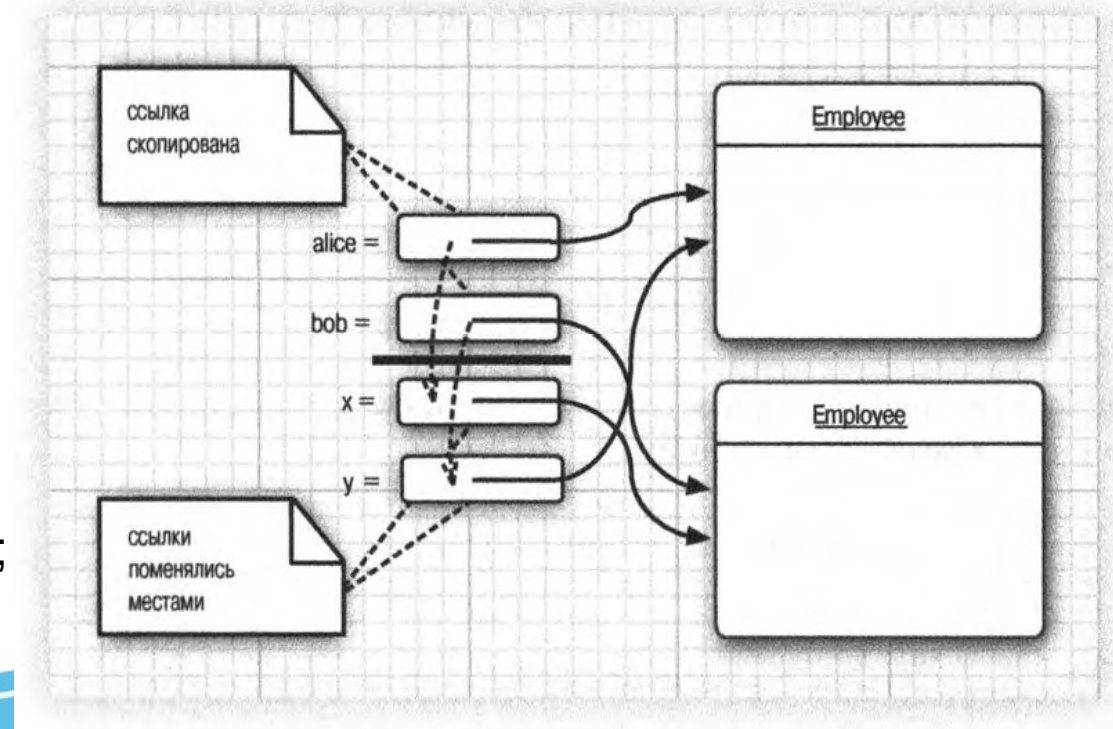 ссылка
скопирована
Employee
alice =
bob =
x =
Employee
y =
ссылки
поменялись
местами
;